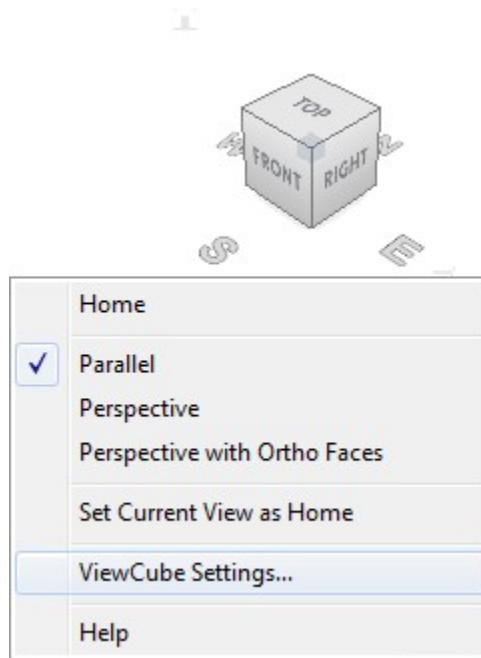 TOP
W
N
FRONT
RIGHT
S
E
Home
Parallel
Perspective
Perspective with Ortho Faces
Set Current View as Home
ViewCube Settings...
Help